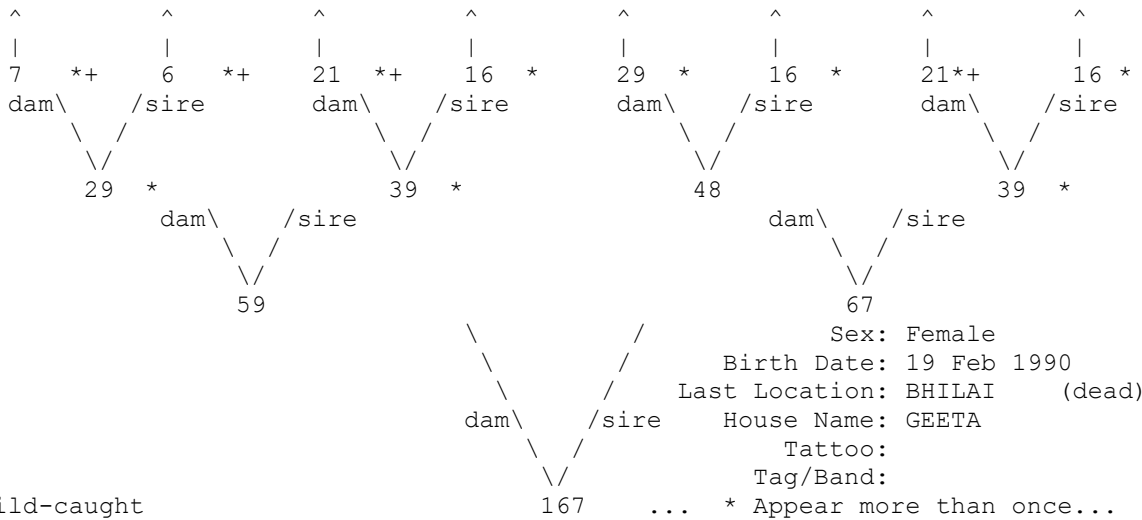 ^ ^ ^ ^ ^ ^ ^ ^
| | | | | | | |
7 *+ 6 *+ 21 *+ 16 * 29 * 16 * 21*+ 16 *
dam\ /sire dam\ /sire dam\ /sire dam\ /sire
\ / \ / \ / \ /
\/ \/ \/ \/
29 * 39 * 48 39 *
dam\ /sire dam\ /sire
\ / \ /
\/ \/
59 67
\ / Sex: Female
\ / Birth Date: 19 Feb 1990
\ / Last Location: BHILAI (dead)
dam\ /sire House Name: GEETA
\ / Tattoo:
\/ Tag/Band:
ild-caught 167 ... * Appear more than once...